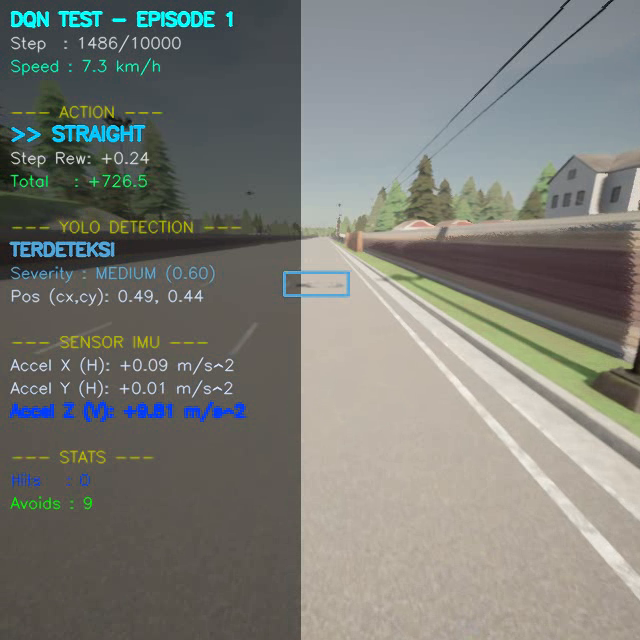 DQN TEST - EPISODE 1
Step : 1486/10000
Speed : 7.3 km/h
--- ACTION ---
>> STRAIGHT
Step Rew: +0.24
Total : +726.5
--- YOLO DETECTION ---
TERDETEKSI
Severity : MEDIUM (0.60)
Pos (cx,cy): 0.49, 0.44
--- SENSOR IMU ---
Accel X (H): +0.09 m/s^2
Accel Y (H): +0.01 m/s^2
Accel Z (V): +9.81 m/s^2
--- STATS ---
Hits : 0
Avoids : 9